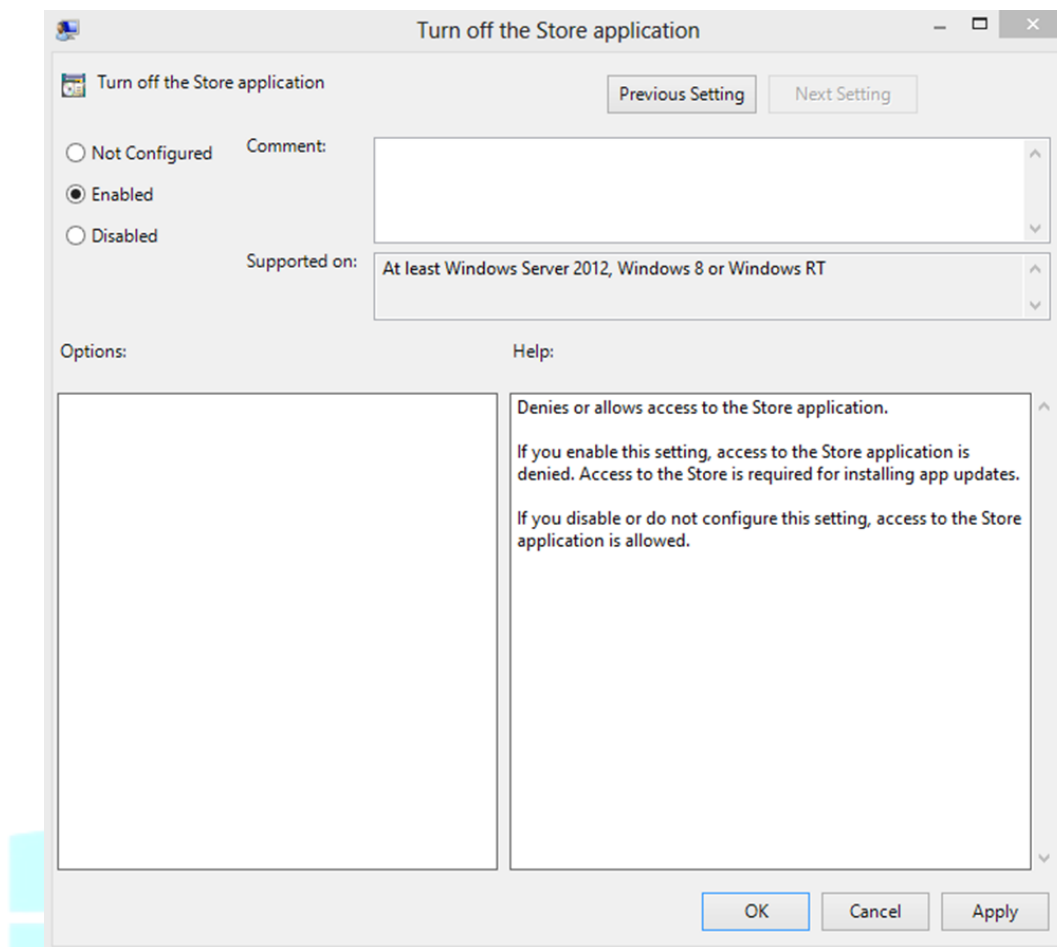 Turn off the Store application
Turn off the Store application
Previous Setting
Next Setting
Not Configured
Comment:
Enabled
Disabled
Supported on:
At least Windows Server 2012, Windows 8 or Windows RT
Options:
Help:
Denies or allows access to the Store application.
If you enable this setting, access to the Store application is
denied. Access to the Store is required for installing app updates.
If you disable or do not configure this setting, access to the Store
application is allowed.
OK
Cancel
Apply